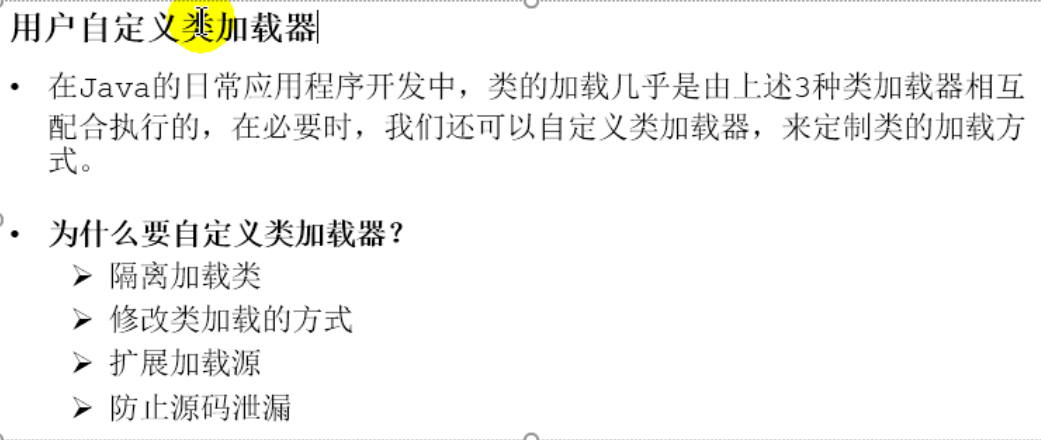 用户自定义类加载器
• 在Java的日常应用程序开发中，类的加载几乎是由上述3种类加载器相互
配合执行的，在必要时，我们还可以自定义类加载器，来定制类的加载方
式。
• 为什么要自定义类加载器？
➢ 隔离加载类
➢ 修改类加载的方式
➢ 扩展加载源
➢ 防止源码泄漏